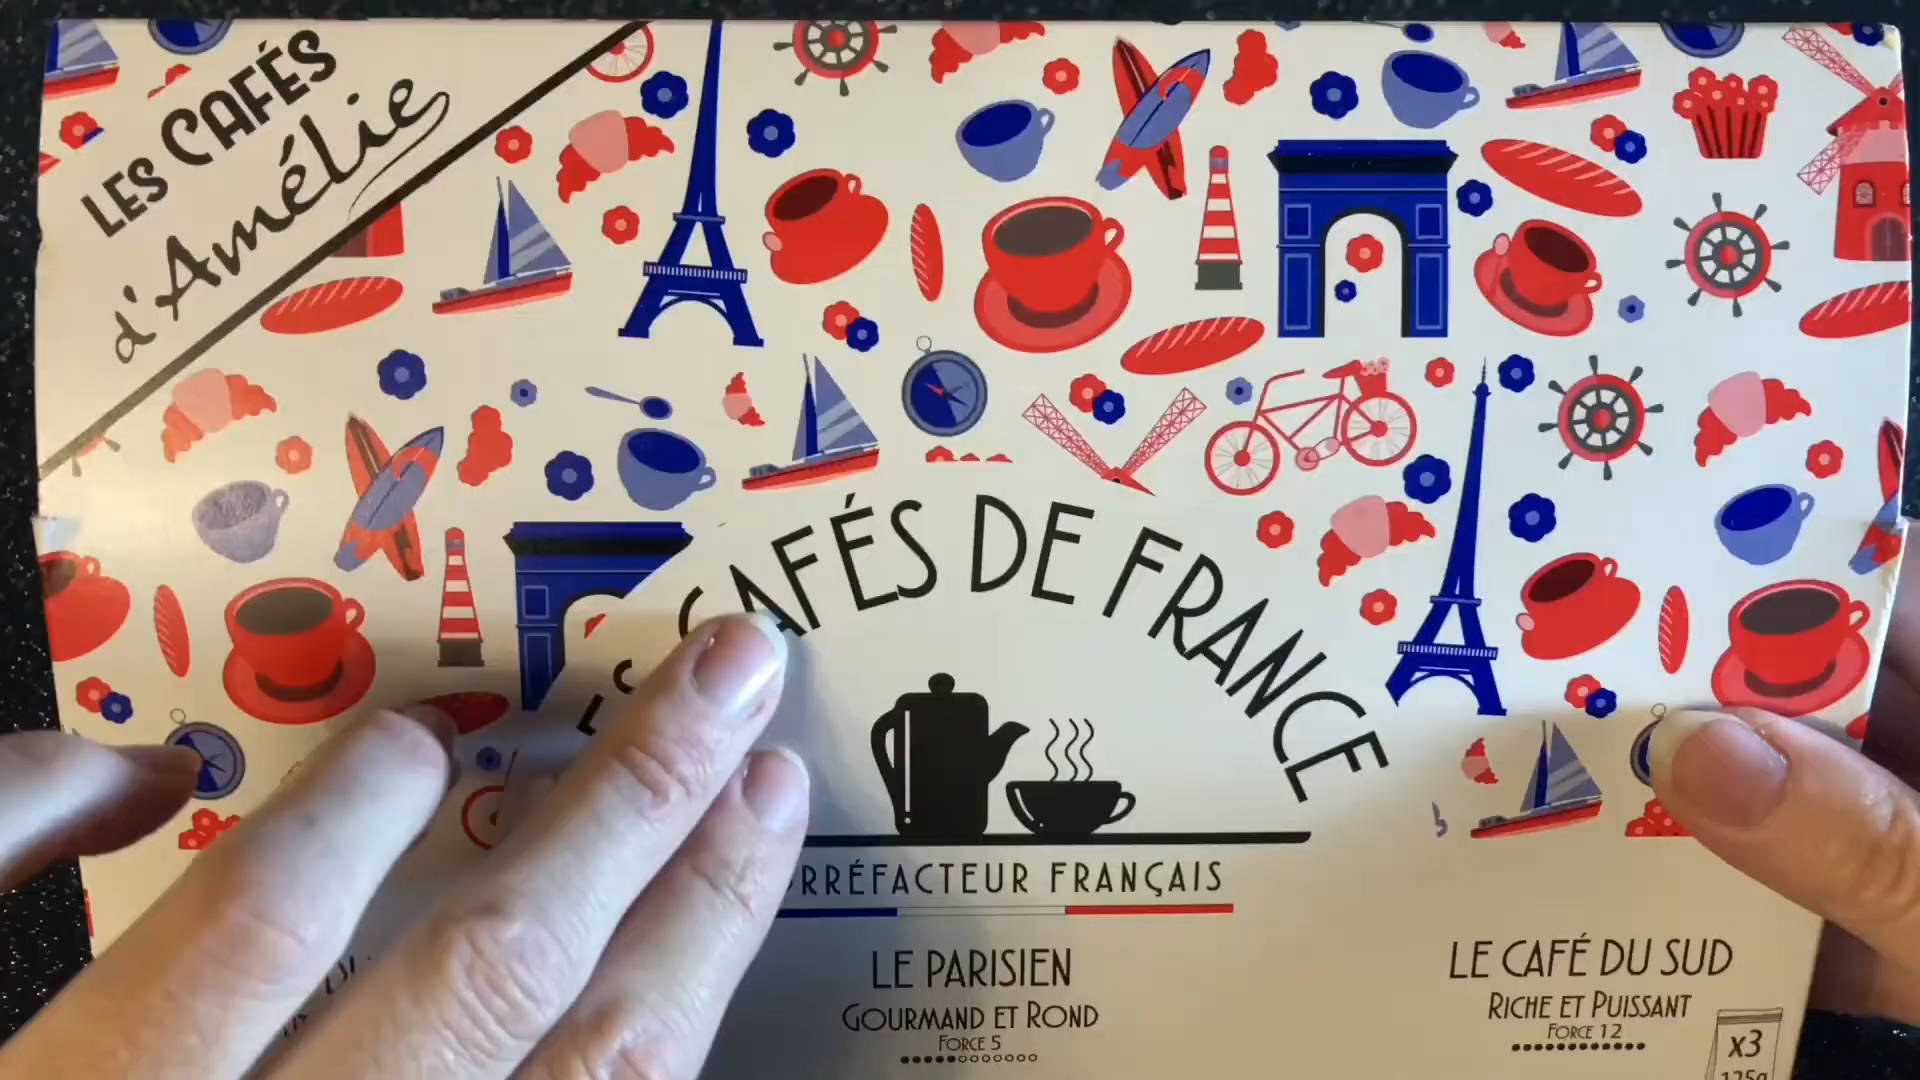 LES CAFÉS
d'Amélie
CAFÉS DE FRANCE
RRÉFACTEUR FRANÇAIS
LE PARISIEN
GOURMAND ET ROND
FORCE 5
LE CAFÉ DU SUD
RICHE ET PUISSANT
FORCE 12
x3
125g